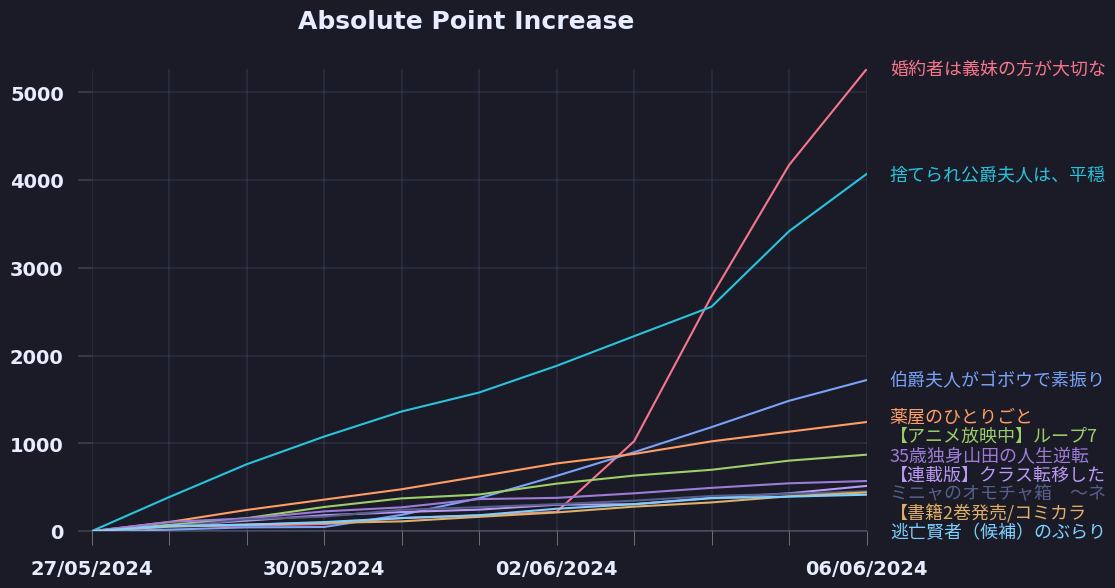 Absolute Point Increase
5000
4000
3000
2000
1000
0
27/05/2024
30/05/2024
02/06/2024
06/06/2024
婚約者は義妹の方が大切な
捨てられ公爵夫人は、平穏
伯爵夫人がゴボウで素振り
薬屋のひとりごと
【アニメ放映中】ループ7
35歳独身山田の人生逆転
【連載版】クラス転移した
ミニャのオモチャ箱　～ネ
【書籍2巻発売/コミカラ
逃亡賢者（候補）のぶらり